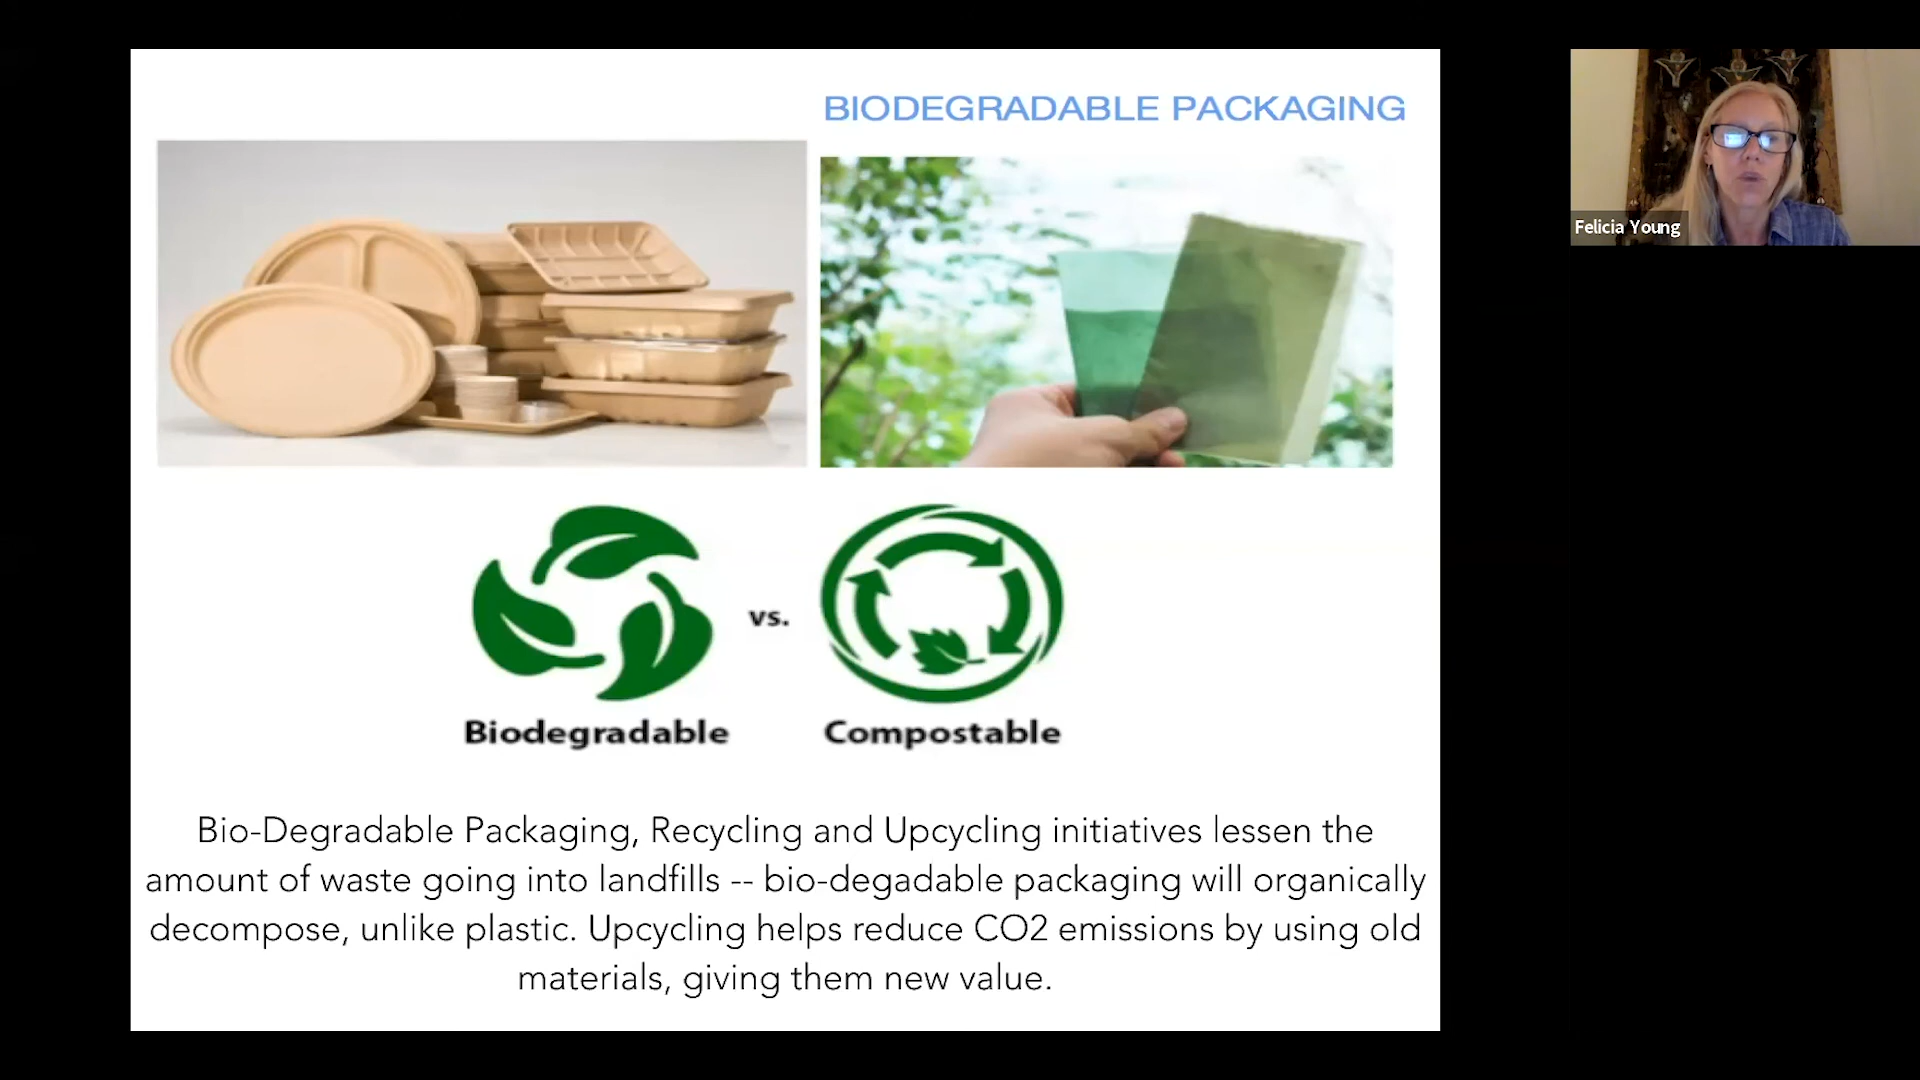 BIODEGRADABLE PACKAGING
Felicia Young
vs.
Biodegradable
Compostable
Bio-Degradable Packaging, Recycling and Upcycling initiatives lessen the
amount of waste going into landfills -- bio-degadable packaging will organically
decompose, unlike plastic. Upcycling helps reduce CO2 emissions by using old
materials, giving them new value.